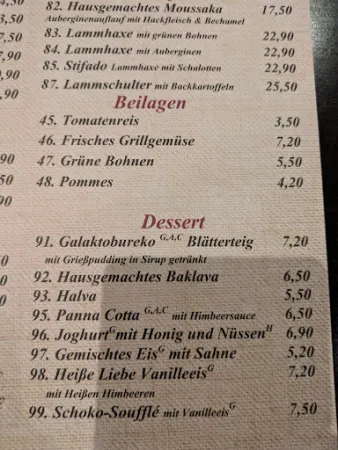 4,50
82. Hausgemachtes Moussaka 17,50
Auberginenauflauf mit Hackfleisch & Bechamel
83. Lammhaxe mit grünen Bohnen 22,90
7,50
84. Lammhaxe mit Auberginen 22,90
85. Stifado Lammhaxe mit Schalotten 22,90
87. Lammschulter mit Backkartoffeln 25,50
Beilagen
45. Tomatenreis 3,50
46. Frisches Grillgemüse 7,20
47. Grüne Bohnen 5,50
48. Pommes 4,20
Dessert
91. Galaktobureko G,A,C Blätterteig 7,20
mit Grießpudding in Sirup getränkt
92. Hausgemachtes Baklava 6,50
93. Halva 5,50
95. Panna Cotta G,A,C mit Himbeersauce 6,50
96. Joghurt G mit Honig und Nüssen H 6,90
97. Gemischtes Eis G mit Sahne 5,20
98. Heiße Liebe Vanilleeis G 7,20
mit Heißen Himbeeren
99. Schoko-Soufflé mit Vanilleeis G 7,50